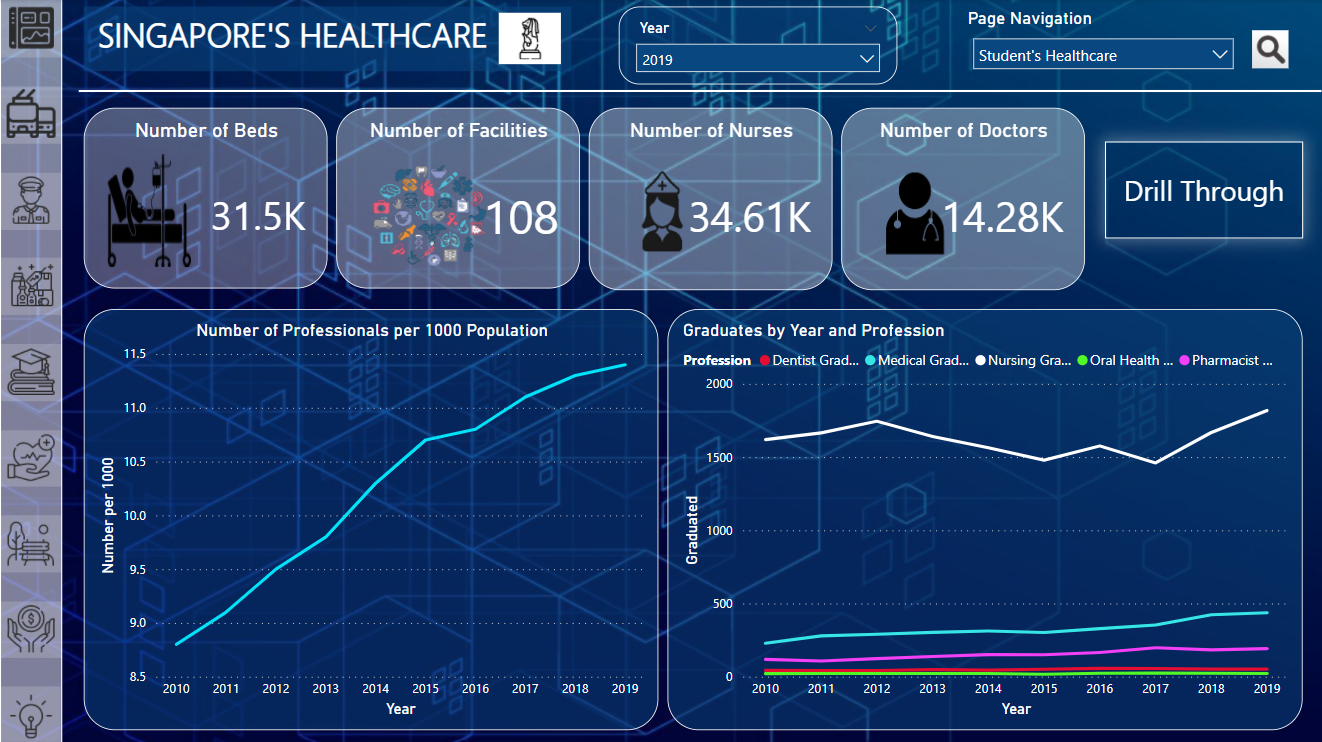 SINGAPORE'S HEALTHCARE
Year
2019
Page Navigation
Student's Healthcare
Number of Beds
31.5K
Number of Facilities
108
Number of Nurses
34.61K
Number of Doctors
14.28K
Drill Through
Number of Professionals per 1000 Population
Number per 1000
11.5
11.0
10.5
10.0
9.5
9.0
8.5
2010 2011 2012 2013 2014 2015 2016 2017 2018 2019
Year
Graduates by Year and Profession
Profession Dentist Grad... Medical Grad... Nursing Gra... Oral Health ... Pharmacist ...
Graduated
2000
1500
1000
500
0
2010 2011 2012 2013 2014 2015 2016 2017 2018 2019
Year